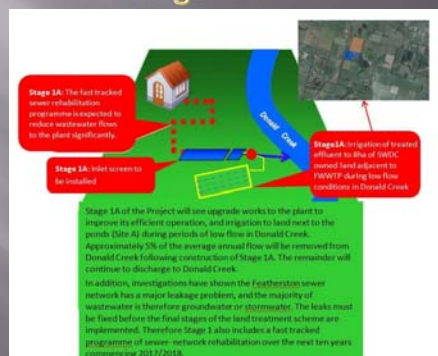 Stage 1A: The fast tracked
sewer rehabilitation
programme is expected to
reduce wastewater flows
to the plant significantly.
Donald Creek
Stage 1A: Inlet screen to
be installed
Stage1A: Irrigation of treated
effluent to 8ha of SWDC
owned land adjacent to
FWWTP during low flow
conditions in Donald Creek
Stage 1A of the Project will see upgrade works to the plant to
improve its efficient operation, and irrigation to land next to the
ponds (Site A) during periods of low flow in Donald Creek.
Approximately 5% of the average annual flow will be removed from
Donald Creek following construction of Stage 1A. The remainder will
continue to discharge to Donald Creek.
In addition, investigations have shown the Featherston sewer
network has a major leakage problem, and the majority of
wastewater is therefore groundwater or stormwater. The leaks must
be fixed before the final stages of the land treatment scheme are
implemented. Therefore Stage 1 also includes a fast tracked
programme of sewer- network rehabilitation over the next ten years
commencing 2017/2018.